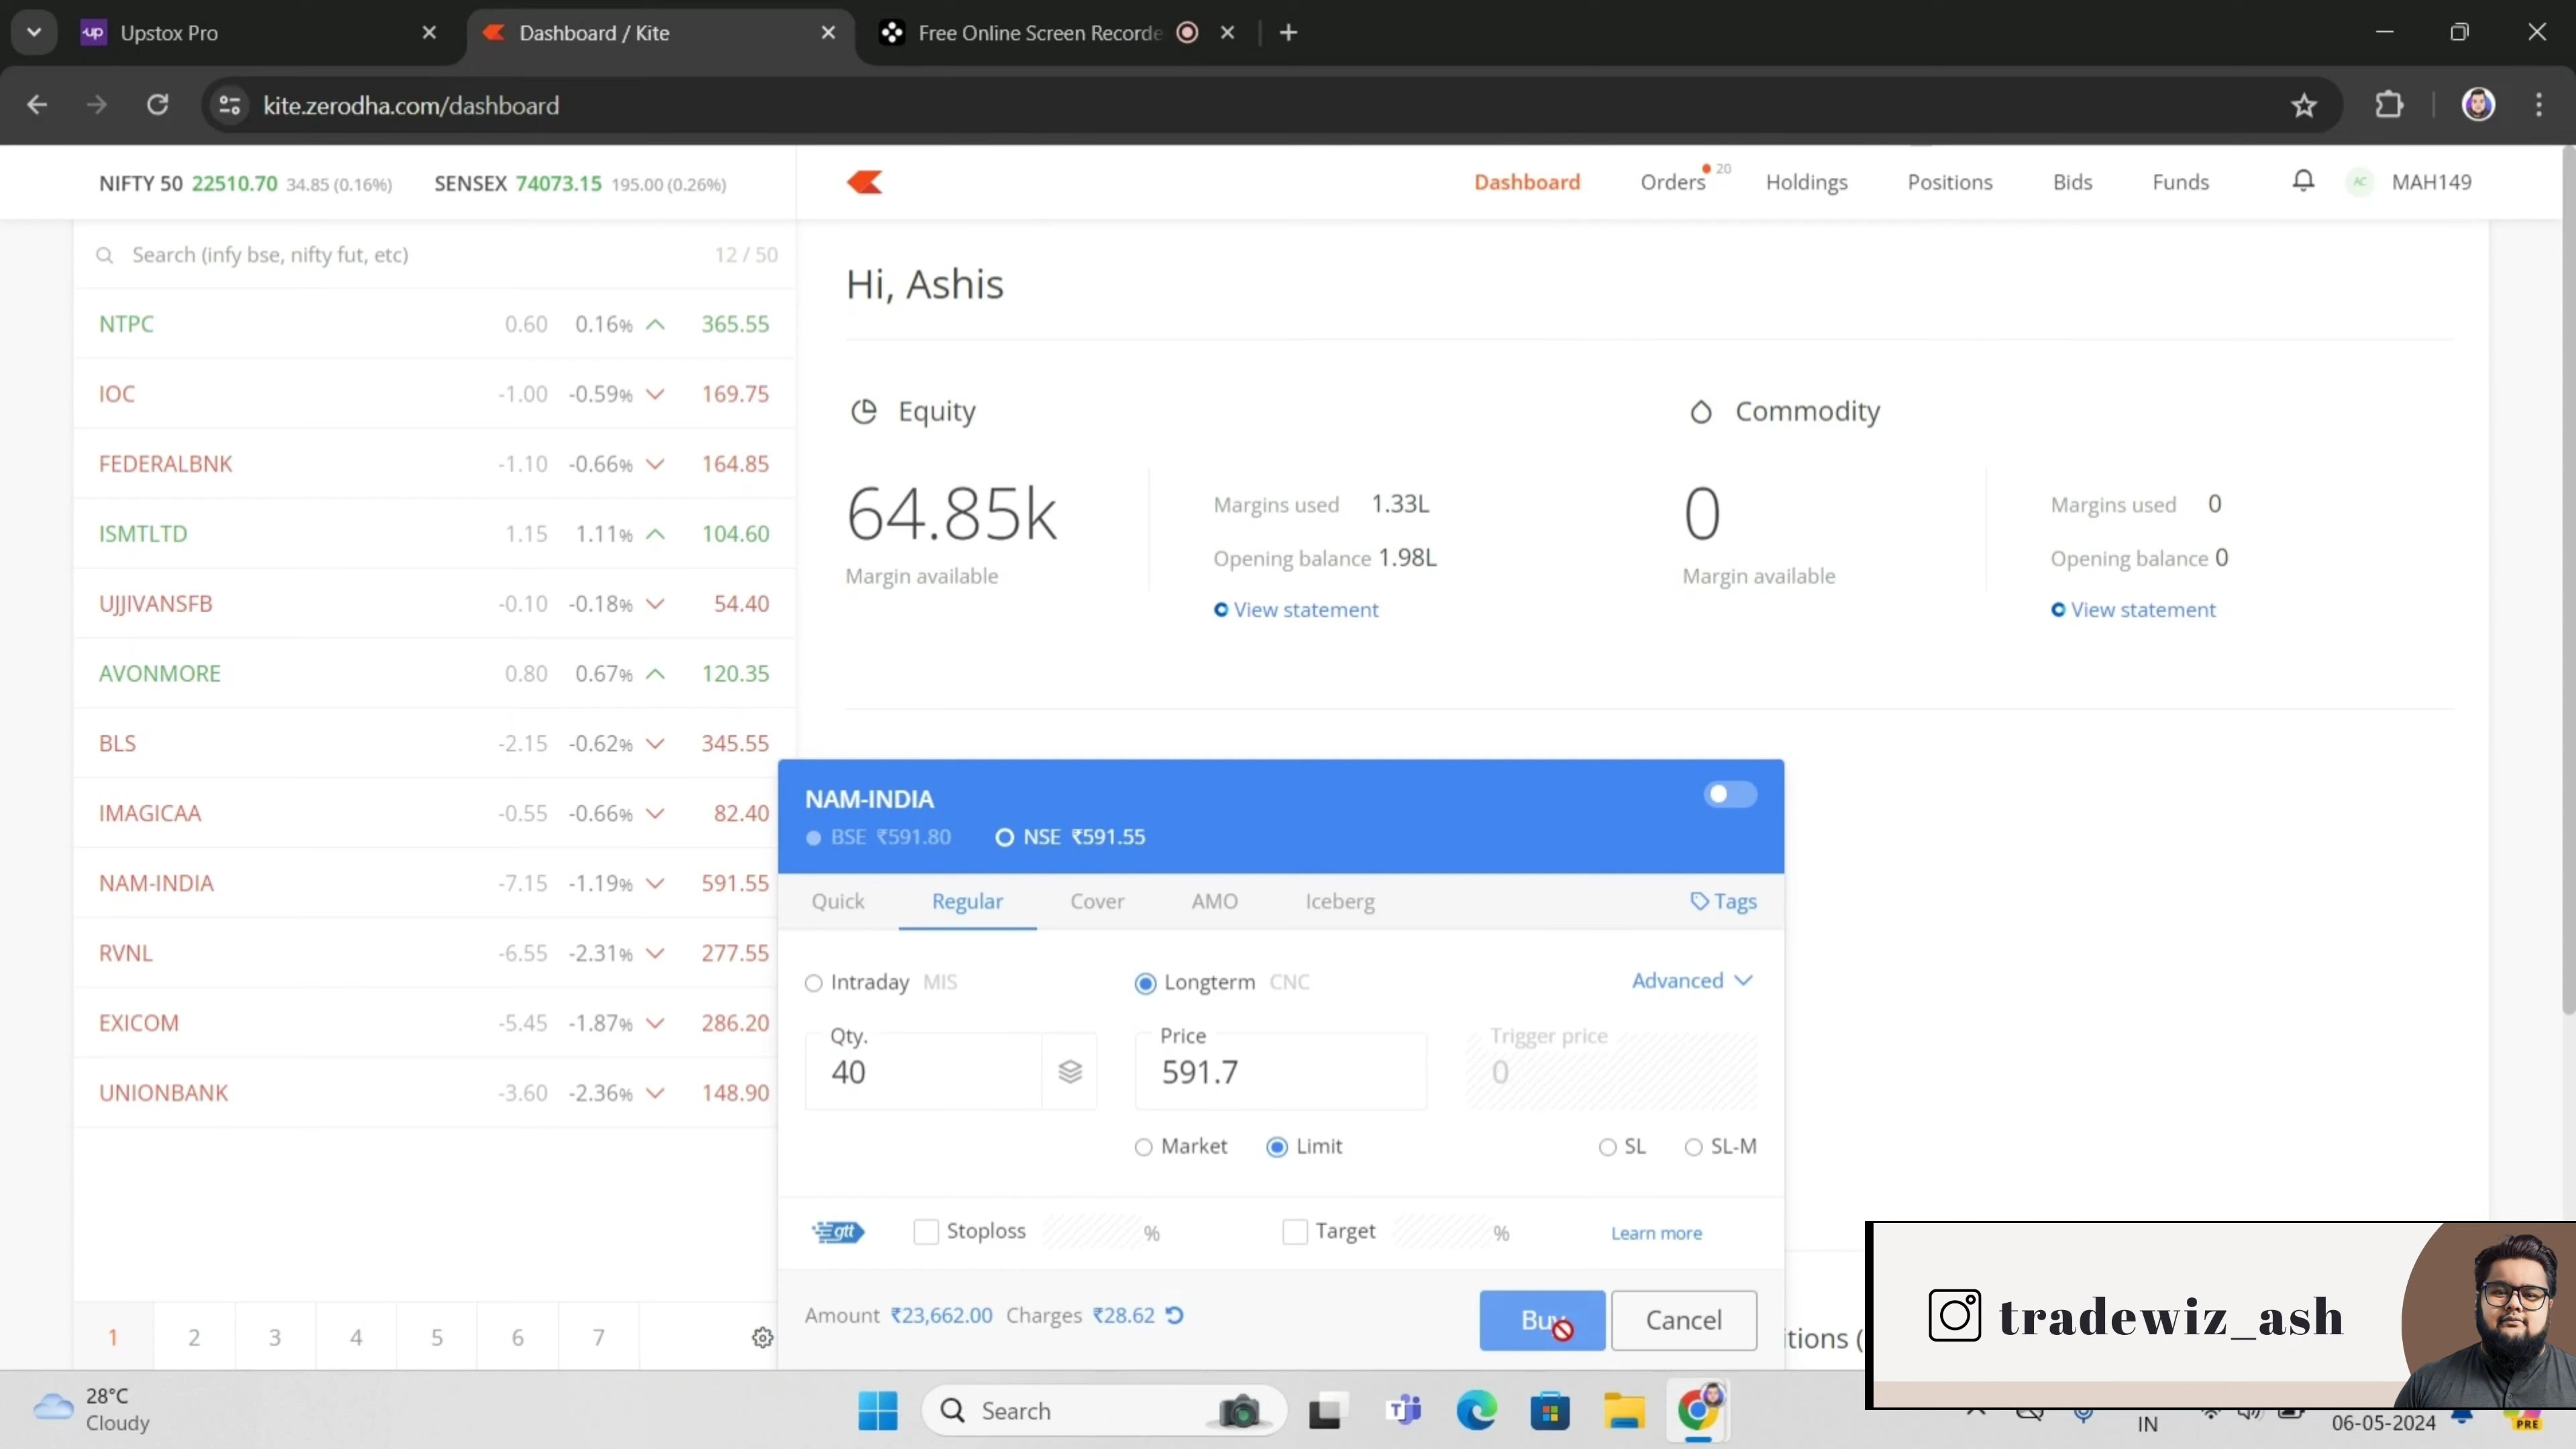 Upstox Pro
Dashboard / Kite
Free Online Screen Recorde
kite.zerodha.com/dashboard
NIFTY 50 22510.70 34.85 (0.16%) SENSEX 74073.15 195.00 (0.26%)
Dashboard Orders 20 Holdings Positions Bids Funds AC MAH149
Search (infy bse, nifty fut, etc) 12 / 50
NTPC 0.60 0.16% 365.55
IOC -1.00 -0.59% 169.75
FEDERALBNK -1.10 -0.66% 164.85
ISMTLTD 1.15 1.11% 104.60
UJJIVANSFB -0.10 -0.18% 54.40
AVONMORE 0.80 0.67% 120.35
BLS -2.15 -0.62% 345.55
IMAGICAA -0.55 -0.66% 82.40
NAM-INDIA -7.15 -1.19% 591.55
RVNL -6.55 -2.31% 277.55
EXICOM -5.45 -1.87% 286.20
UNIONBANK -3.60 -2.36% 148.90
1 2 3 4 5 6 7
Hi, Ashis
Equity
64.85k
Margin available
Margins used 1.33L
Opening balance 1.98L
View statement
Commodity
0
Margin available
Margins used 0
Opening balance 0
View statement
NAM-INDIA
BSE ₹591.80 NSE ₹591.55
Quick Regular Cover AMO Iceberg Tags
Intraday MIS Longterm CNC Advanced
Qty. Price Trigger price
40 591.7 0
Market Limit SL SL-M
gtt Stoploss % Target % Learn more
Amount ₹23,662.00 Charges ₹28.62 Buy Cancel
itions (
tradewiz_ash
28°C
Cloudy
Search
IN
06-05-2024
PRE